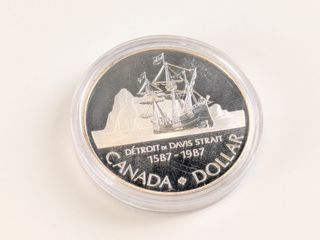 DÉTROIT DE DAVIS STRAIT
1587-1987
CANADA DOLLAR